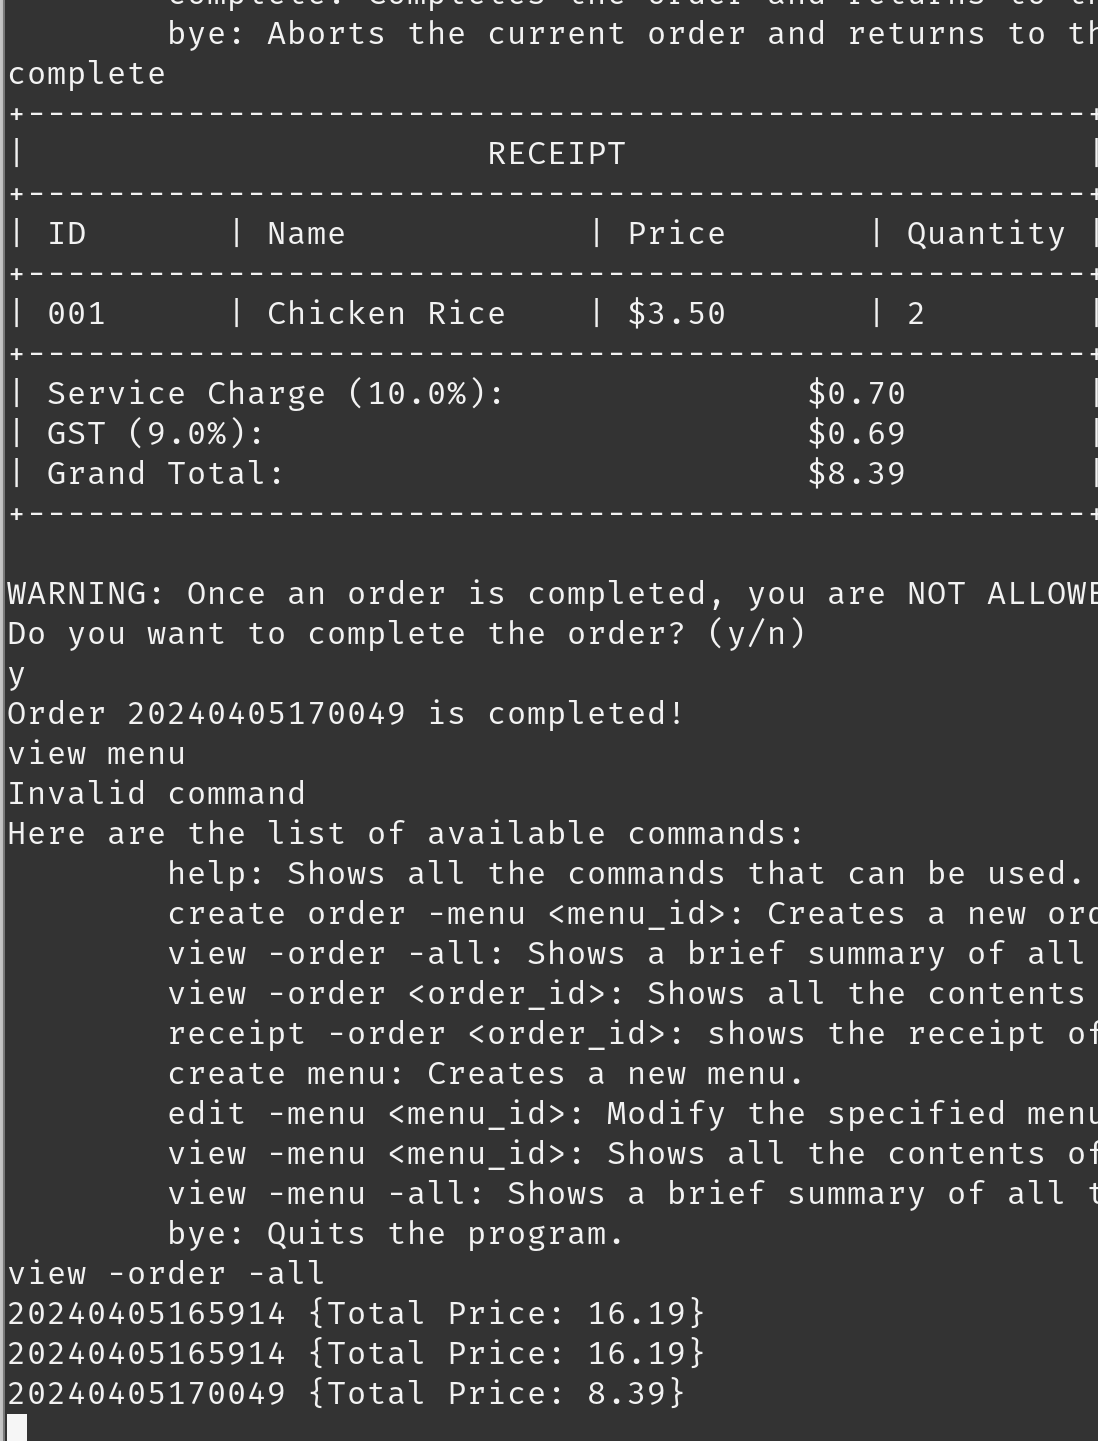 complete: Completes the order and returns to
bye: Aborts the current order and returns to
complete
+------------------------------------------------------+
| RECEIPT |
+------------------------------------------------------+
| ID | Name | Price | Quantity |
+------------------------------------------------------+
| 001 | Chicken Rice | $3.50 | 2 |
+------------------------------------------------------+
| Service Charge (10.0%): $0.70 |
| GST (9.0%): $0.69 |
| Grand Total: $8.39 |
+------------------------------------------------------+
WARNING: Once an order is completed, you are NOT ALLOWE
Do you want to complete the order? (y/n)
y
Order 20240405170049 is completed!
view menu
Invalid command
Here are the list of available commands:
help: Shows all the commands that can be used.
create order -menu <menu_id>: Creates a new ord
view -order -all: Shows a brief summary of all
view -order <order_id>: Shows all the contents
receipt -order <order_id>: shows the receipt of
create menu: Creates a new menu.
edit -menu <menu_id>: Modify the specified menu
view -menu <menu_id>: Shows all the contents of
view -menu -all: Shows a brief summary of all t
bye: Quits the program.
view -order -all
20240405165914 {Total Price: 16.19}
20240405165914 {Total Price: 16.19}
20240405170049 {Total Price: 8.39}